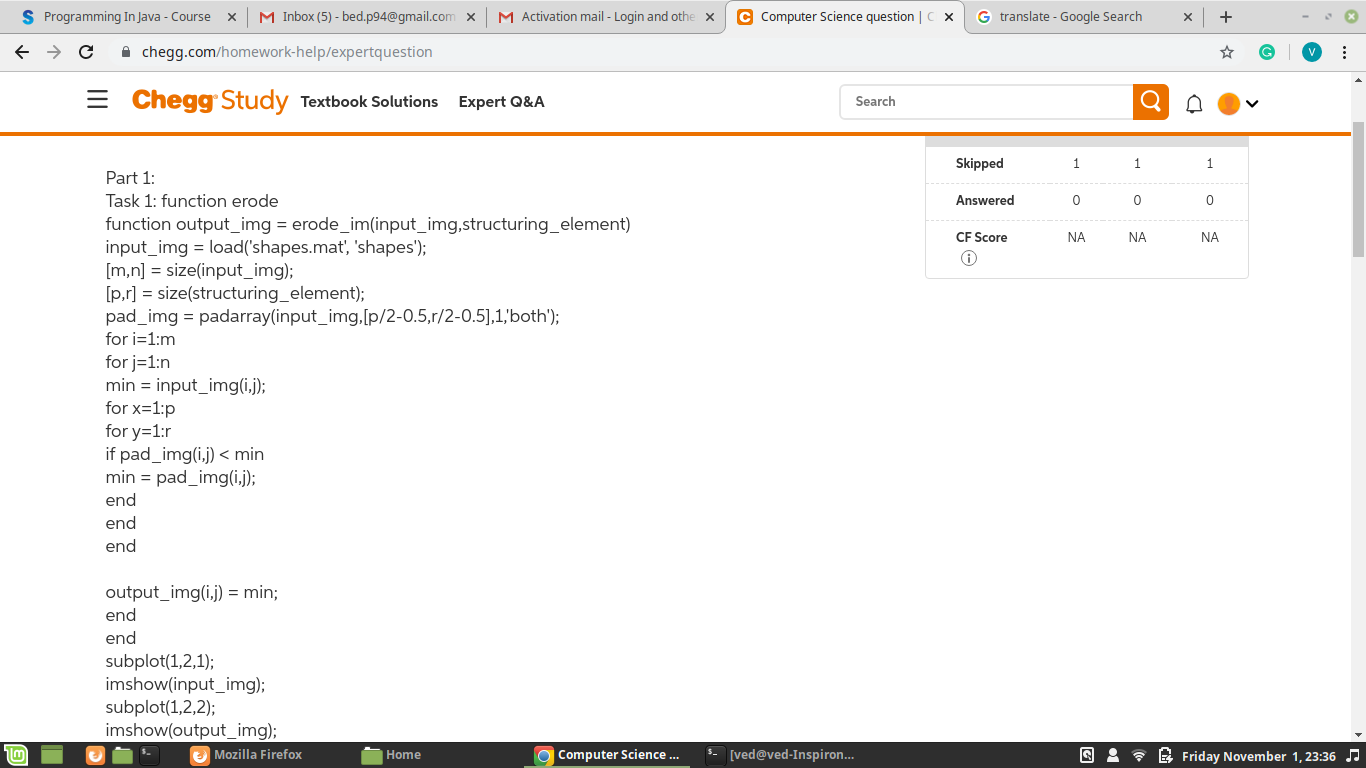 Programming In Java - Course
Inbox (5) - bed.p94@gmail.com
Activation mail - Login and othe
Computer Science question | C
translate - Google Search
chegg.com/homework-help/expertquestion
V
Chegg Study
Textbook Solutions
Expert Q&A
Search
Skipped 1 1 1
Answered 0 0 0
CF Score NA NA NA
Part 1:
Task 1: function erode
function output_img = erode_im(input_img,structuring_element)
input_img = load('shapes.mat', 'shapes');
[m,n] = size(input_img);
[p,r] = size(structuring_element);
pad_img = padarray(input_img,[p/2-0.5,r/2-0.5],1,'both');
for i=1:m
for j=1:n
min = input_img(i,j);
for x=1:p
for y=1:r
if pad_img(i,j) < min
min = pad_img(i,j);
end
end
end
output_img(i,j) = min;
end
end
subplot(1,2,1);
imshow(input_img);
subplot(1,2,2);
imshow(output_img);
Mozilla Firefox
Home
Computer Science ...
[ved@ved-Inspiron...
Friday November 1, 23:36